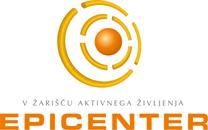 V ŽARIŠČU AKTIVNEGA ŽIVLJENJA
EPICENTER